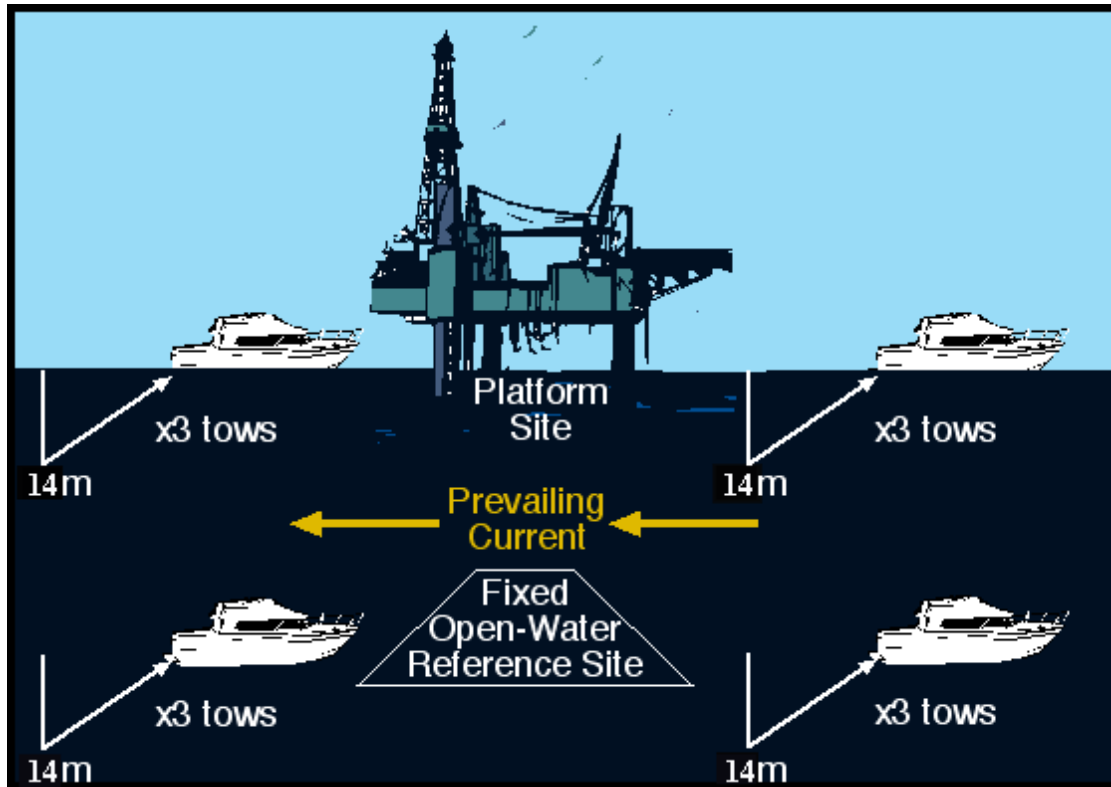 Platform
Site
x3 tows
x3 tows
14m
14m
Prevailing
Current
Fixed
Open-Water
Reference Site
x3 tows
x3 tows
14m
14m